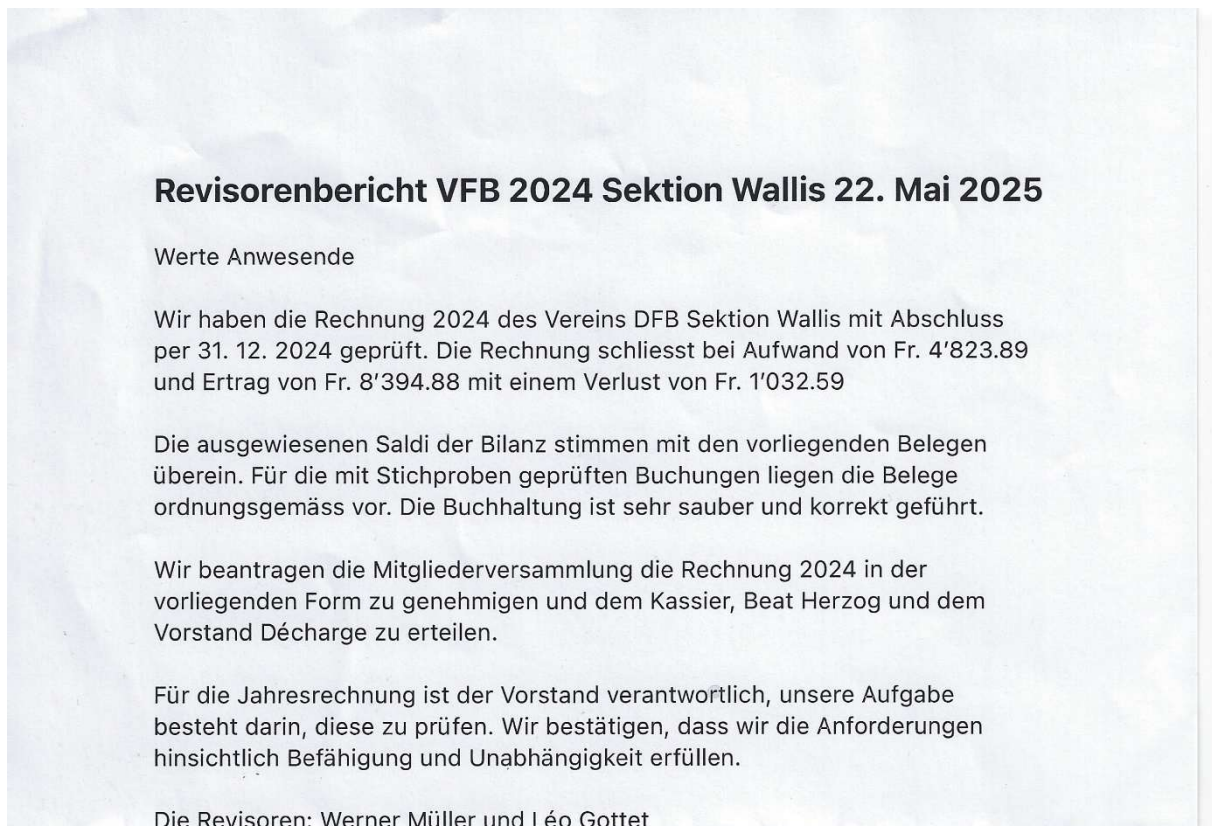 Revisorenbericht VFB 2024 Sektion Wallis 22. Mai 2025
Werte Anwesende
Wir haben die Rechnung 2024 des Vereins DFB Sektion Wallis mit Abschluss
per 31. 12. 2024 geprüft. Die Rechnung schliesst bei Aufwand von Fr. 4’823.89
und Ertrag von Fr. 8’394.88 mit einem Verlust von Fr. 1’032.59
Die ausgewiesenen Saldi der Bilanz stimmen mit den vorliegenden Belegen
überein. Für die mit Stichproben geprüften Buchungen liegen die Belege
ordnungsgemäss vor. Die Buchhaltung ist sehr sauber und korrekt geführt.
Wir beantragen die Mitgliederversammlung die Rechnung 2024 in der
vorliegenden Form zu genehmigen und dem Kassier, Beat Herzog und dem
Vorstand Décharge zu erteilen.
Für die Jahresrechnung ist der Vorstand verantwortlich, unsere Aufgabe
besteht darin, diese zu prüfen. Wir bestätigen, dass wir die Anforderungen
hinsichtlich Befähigung und Unabhängigkeit erfüllen.
Die Revisoren: Werner Müller und Léo Gottet